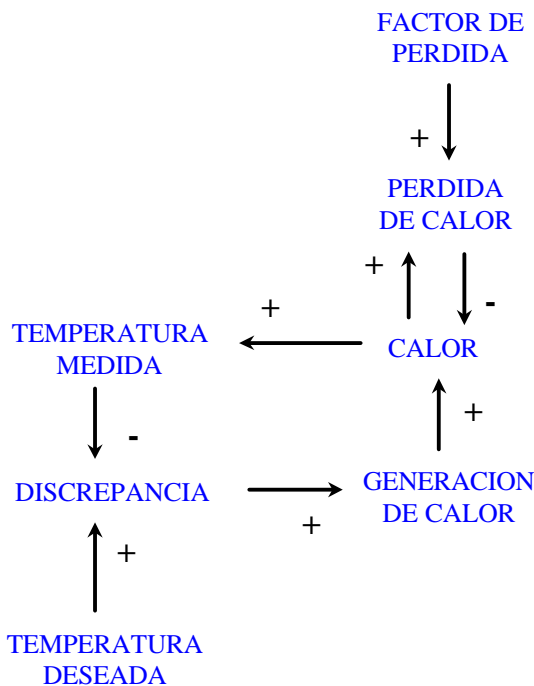 FACTOR DE
PERDIDA
+
PERDIDA
DE CALOR
+
-
+
TEMPERATURA
MEDIDA
CALOR
-
+
DISCREPANCIA
+
GENERACION
DE CALOR
+
TEMPERATURA
DESEADA